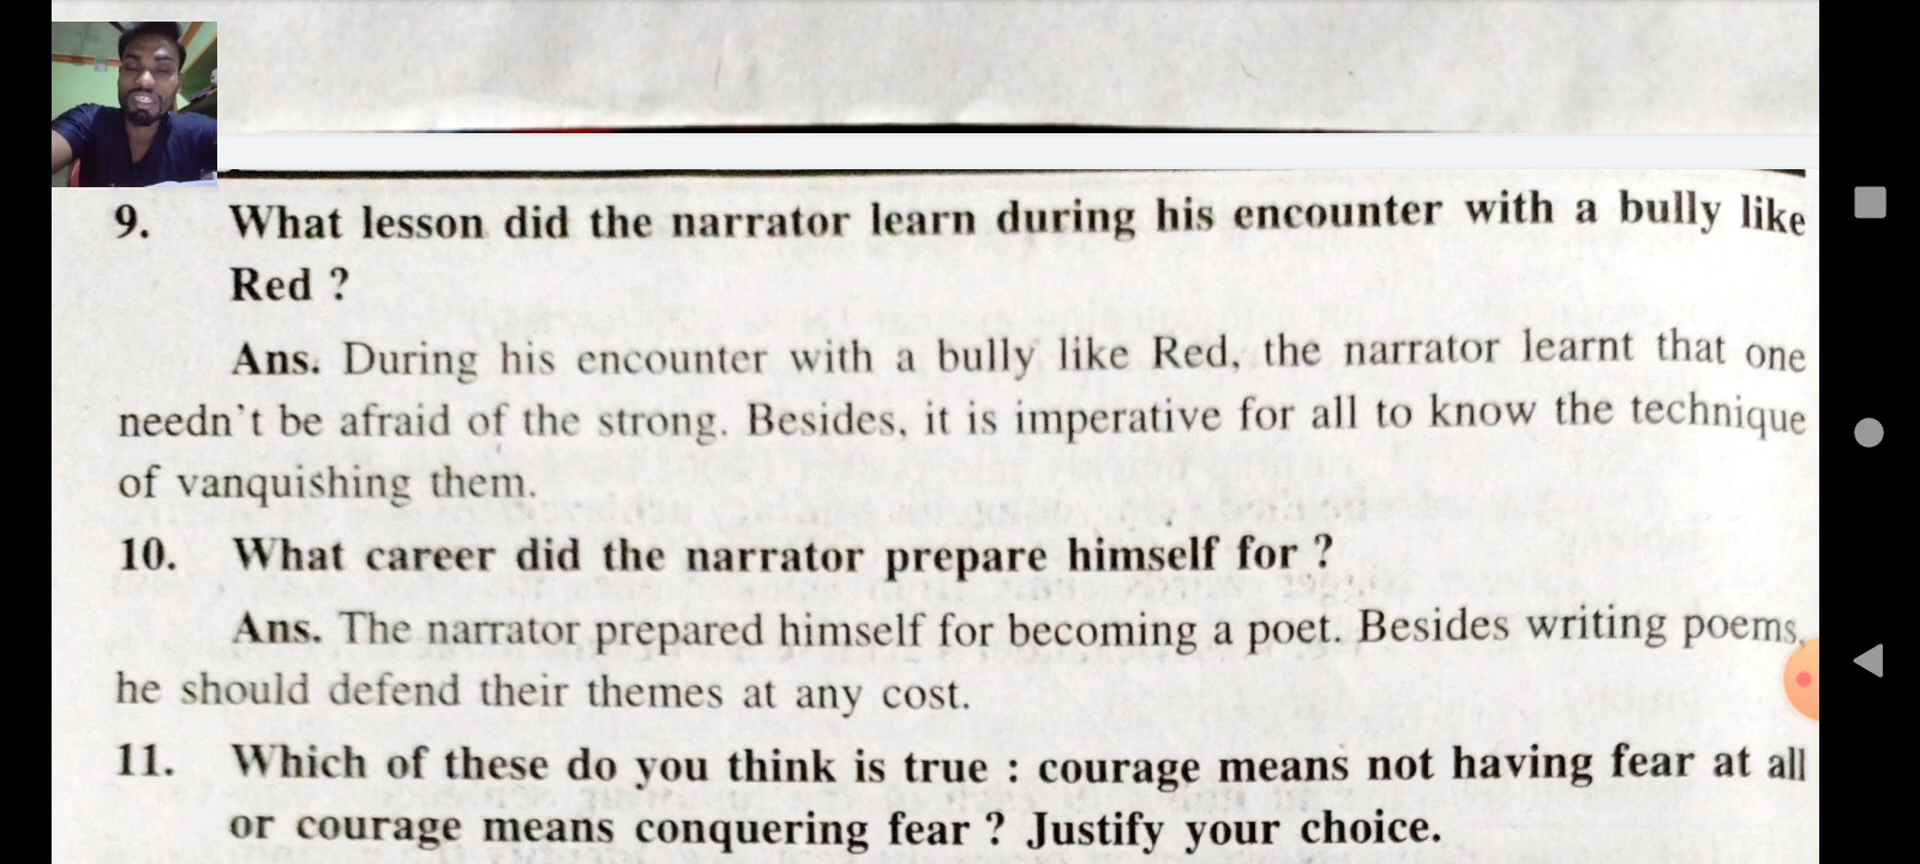 9. What lesson did the narrator learn during his encounter with a bully like
Red ?
Ans. During his encounter with a bully like Red, the narrator learnt that one
needn't be afraid of the strong. Besides, it is imperative for all to know the technique
of vanquishing them.
10. What career did the narrator prepare himself for ?
Ans. The narrator prepared himself for becoming a poet. Besides writing poems,
he should defend their themes at any cost.
11. Which of these do you think is true : courage means not having fear at all
or courage means conquering fear ? Justify your choice.